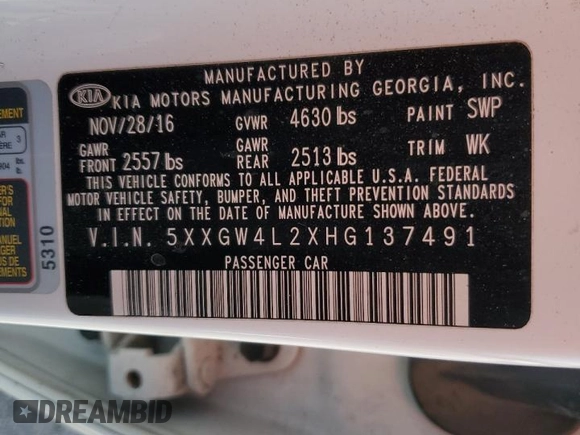 MANUFACTURED BY
KIA KIA MOTORS MANUFACTURING GEORGIA, INC.
NOV/28/16 GVWR 4630 lbs PAINT SWP
GAWR FRONT 2557 lbs GAWR REAR 2513 lbs TRIM WK
THIS VEHICLE CONFORMS TO ALL APPLICABLE U.S.A. FEDERAL
MOTOR VEHICLE SAFETY, BUMPER, AND THEFT PREVENTION STANDARDS
IN EFFECT ON THE DATE OF MANUFACTURE SHOWN ABOVE.
V.I.N. 5XXGW4L2XHG137491
PASSENGER CAR
5310
3
DREAMBID